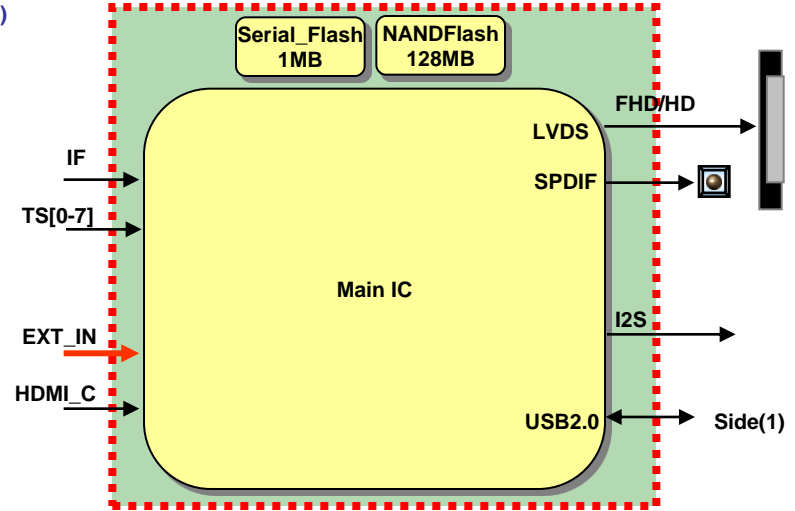 )
Serial_Flash
1MB
NANDFlash
128MB
FHD/HD
LVDS
IF
SPDIF
TS[0-7]
Main IC
I2S
EXT_IN
HDMI_C
USB2.0
Side(1)